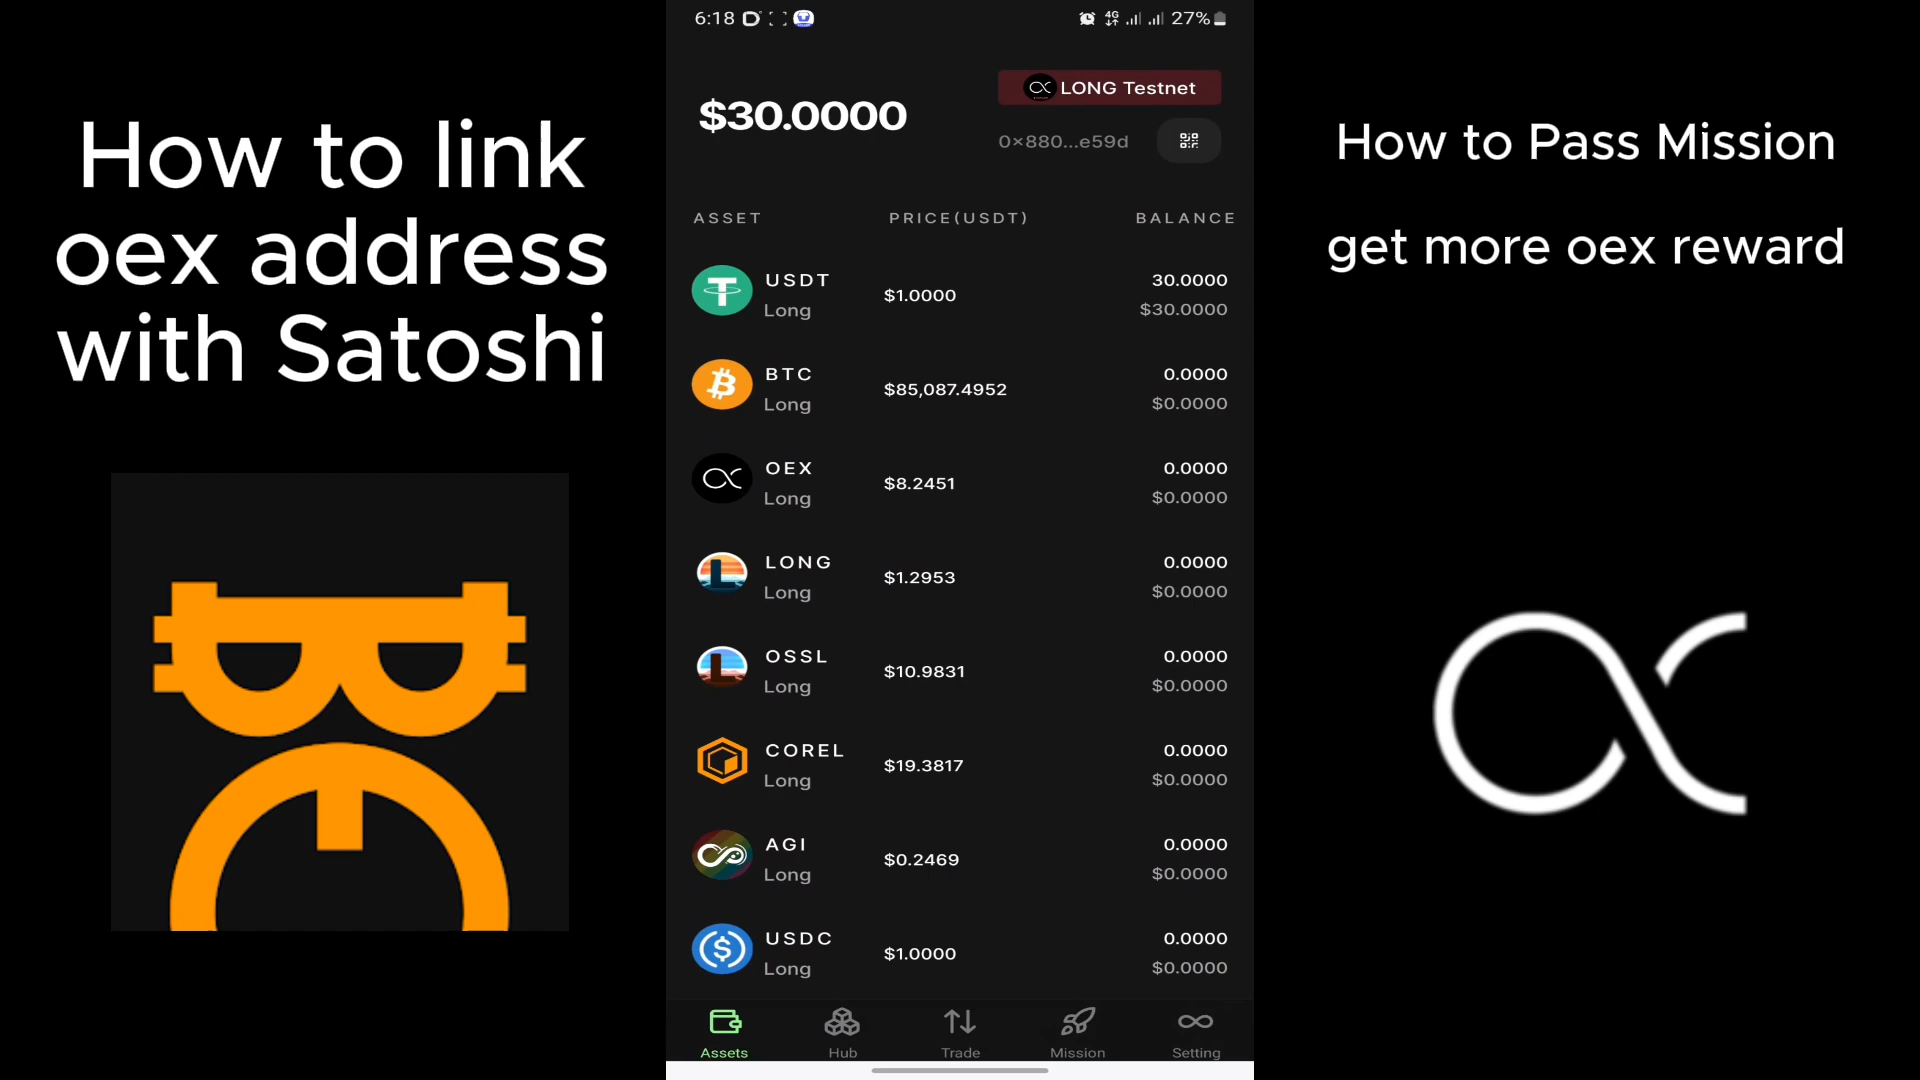 How to link
oex address
with Satoshi
6:18 27%
4G
$30.0000
LONG Testnet
0×880...e59d
ASSET PRICE(USDT) BALANCE
USDT $1.0000 30.0000
Long $30.0000
BTC $85,087.4952 0.0000
Long $0.0000
OEX $8.2451 0.0000
Long $0.0000
LONG $1.2953 0.0000
Long $0.0000
OSSL $10.9831 0.0000
Long $0.0000
COREL $19.3817 0.0000
Long $0.0000
AGI $0.2469 0.0000
Long $0.0000
USDC $1.0000 0.0000
Long $0.0000
Assets Hub Trade Mission Setting
How to Pass Mission
get more oex reward